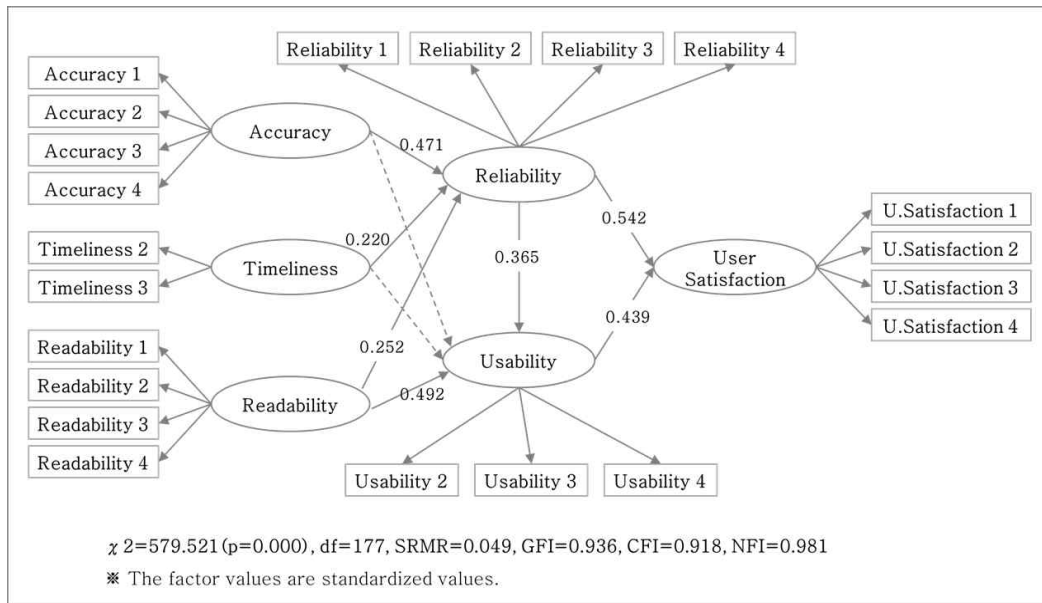 Reliability 1
Reliability 2
Reliability 3
Reliability 4
Accuracy 1
Accuracy 2
Accuracy 3
Accuracy 4
Accuracy
0.471
Reliability
0.542
U.Satisfaction 1
U.Satisfaction 2
U.Satisfaction 3
U.Satisfaction 4
Timeliness 2
Timeliness 3
Timeliness
0.220
0.365
User
Satisfaction
0.439
Readability 1
Readability 2
Readability 3
Readability 4
Readability
0.252
0.492
Usability
Usability 2
Usability 3
Usability 4
χ 2=579.521(p=0.000), df=177, SRMR=0.049, GFI=0.936, CFI=0.918, NFI=0.981
※ The factor values are standardized values.